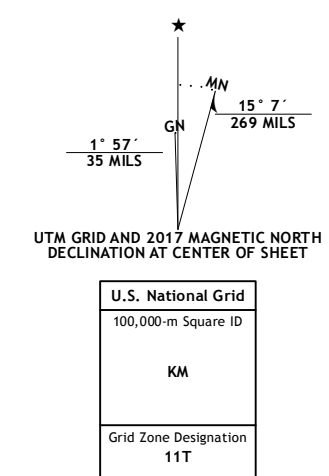 MN
15° 7´
269 MILS
GN
1° 57´
35 MILS
UTM GRID AND 2017 MAGNETIC NORTH
DECLINATION AT CENTER OF SHEET
U.S. National Grid
100,000-m Square ID
KM
Grid Zone Designation
11T